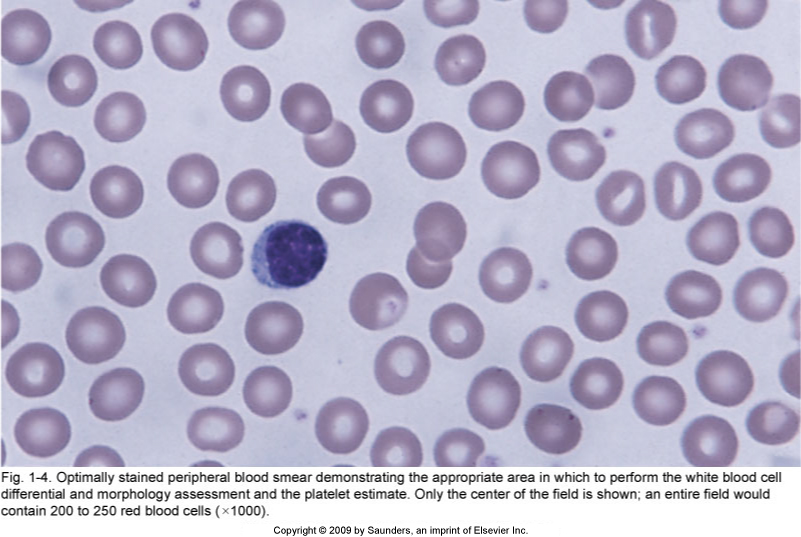 Fig. 1-4. Optimally stained peripheral blood smear demonstrating the appropriate area in which to perform the white blood cell
differential and morphology assessment and the platelet estimate. Only the center of the field is shown; an entire field would
contain 200 to 250 red blood cells (×1000).
Copyright © 2009 by Saunders, an imprint of Elsevier Inc.